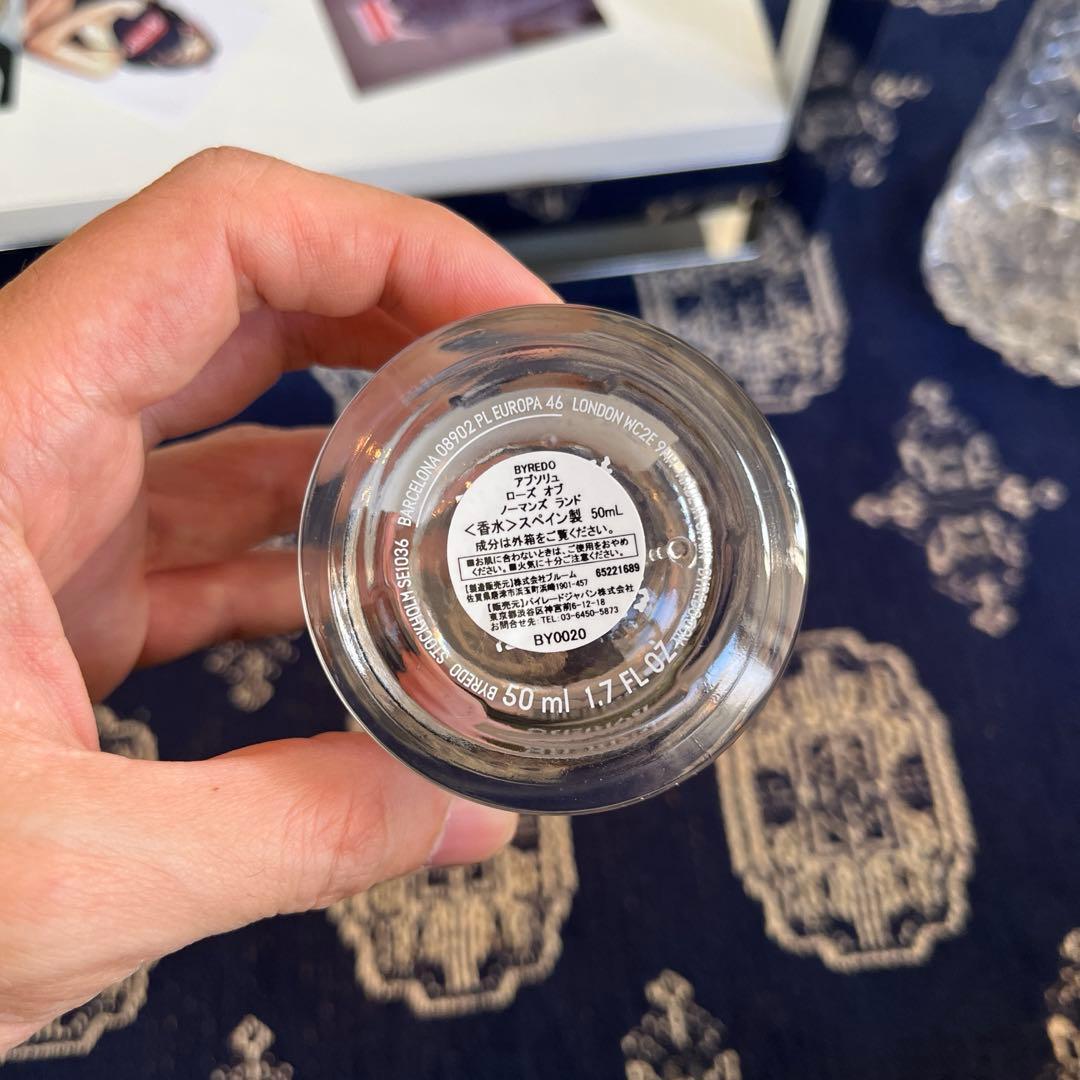 BYREDO
アブソリュ
ローズ オブ
ノーマンズ ランド
＜香水＞スペイン製 50mL
成分は外箱をご覧ください。
■お肌に合わないときは、ご使用をおやめ
ください。■火気に十分ご注意ください。
【製造販売元】株式会社ブルーム 65221689
佐賀県唐津市浜玉町浜崎1901-457
【販売元】バイレードジャパン株式会社
東京都渋谷区神宮前6-12-18
お問合せ先：TEL:03-6450-5873
BY0020
BYREDO STOCKHOLM SE11036 BARCELONA 08902 PL EUROPA 46 LONDON WC2E
50 ml 1.7 FL.OZ